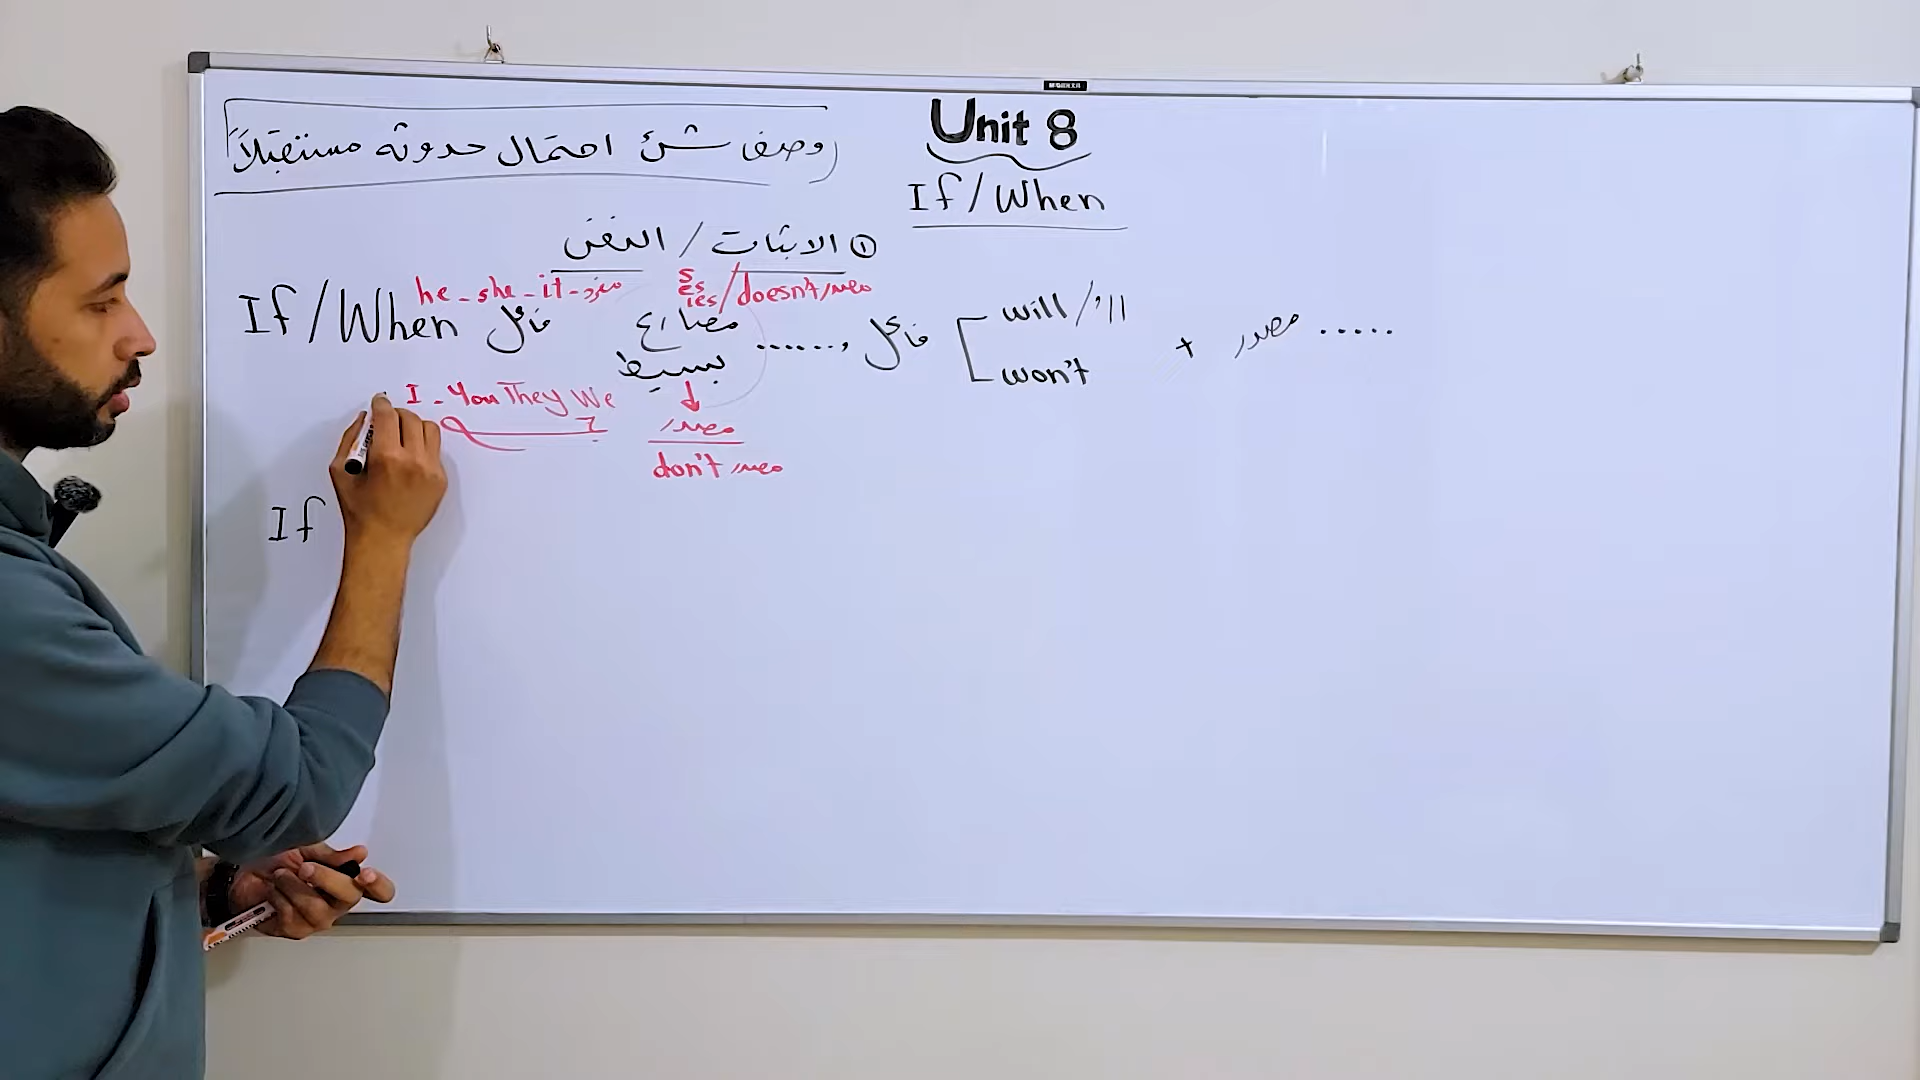 Unit 8
If/When
وصف شئ احتمال حدوثه مستقبلاً
① الاثبات / النفي
he - she - it - مفرد s es ies / doesn't مصدر
If/When فاعل مضارع بسيط ......, فاعل will/'ll won't + مصدر .....
I - You They We مصدر
don't مصدر
If